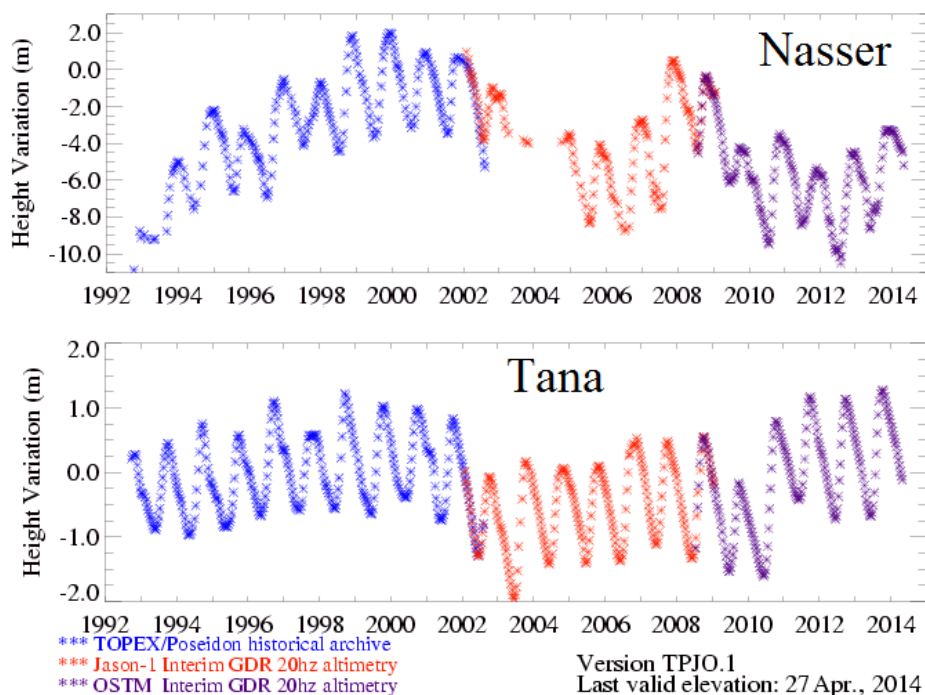 Nasser
Height Variation (m)
2.0
0.0
-2.0
-4.0
-6.0
-8.0
-10.0
1992 1994 1996 1998 2000 2002 2004 2006 2008 2010 2012 2014
Tana
Height Variation (m)
2.0
1.0
0.0
-1.0
-2.0
1992 1994 1996 1998 2000 2002 2004 2006 2008 2010 2012 2014
*** TOPEX/Poseidon historical archive
*** Jason-1 Interim GDR 20hz altimetry
*** OSTM Interim GDR 20hz altimetry
Version TPJO.1
Last valid elevation: 27 Apr., 2014